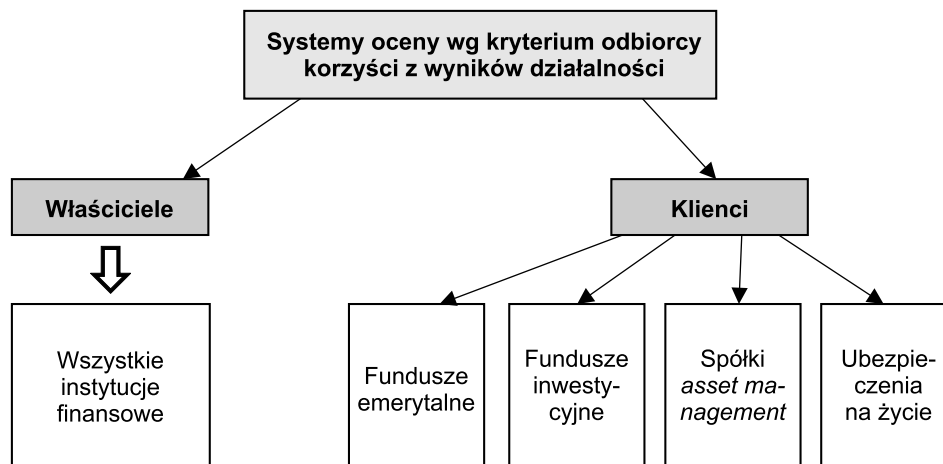 Systemy oceny wg kryterium odbiorcy
korzyści z wyników działalności
Właściciele
Klienci
Wszystkie
instytucje
finansowe
Fundusze
emerytalne
Fundusze
inwesty-
cyjne
Spółki
asset ma-
nagement
Ubezpie-
czenia
na życie